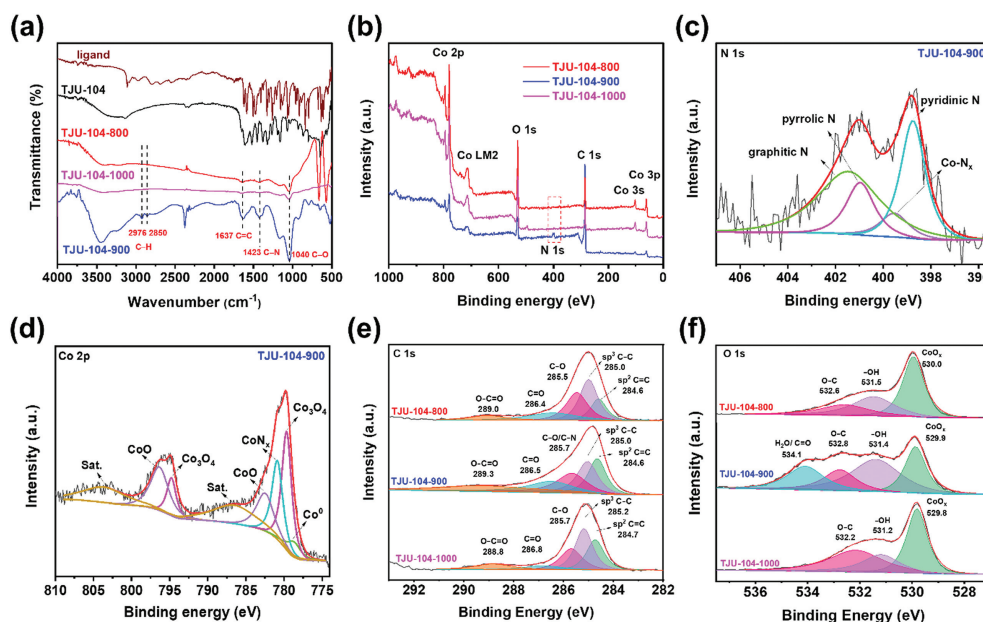 (a)
ligand
TJU-104
TJU-104-800
TJU-104-1000
2976 2850
C–H
1637 C=C
1423 C–N
1040 C–O
TJU-104-900
Transmittance (%)
4000 3500 3000 2500 2000 1500 1000 500
Wavenumber (cm⁻¹)
(b)
Co 2p
TJU-104-800
TJU-104-900
TJU-104-1000
O 1s
Co LM2
C 1s
Co 3p
Co 3s
N 1s
Intensity (a.u.)
1000 800 600 400 200 0
Binding energy (eV)
(c)
N 1s
TJU-104-900
pyridinic N
pyrrolic N
graphitic N
Co-Nₓ
Intensity (a.u.)
406 404 402 400 398 39
Binding energy (eV)
(d)
Co 2p
TJU-104-900
Co₃O₄
CoNₓ
CoO
Co₃O₄
CoO
Sat.
Sat.
Co⁰
Intensity (a.u.)
810 805 800 795 790 785 780 775 774
Binding energy (eV)
(e)
C 1s
sp³ C–C
285.0
C–O
285.5
sp² C=C
284.6
C=O
286.4
O–C=O
289.0
TJU-104-800
sp³ C–C
285.0
C-O/C-N
285.7
sp² C=C
284.6
C=O
286.5
O–C=O
289.3
TJU-104-900
sp³ C–C
285.2
C–O
285.7
sp² C=C
284.7
C=O
286.8
O–C=O
288.8
TJU-104-1000
Intensity (a.u.)
292 290 288 286 284 282
Binding energy (eV)
(f)
O 1s
CoOₓ
530.0
–OH
531.5
O–C
532.6
TJU-104-800
CoOₓ
529.9
–OH
531.4
O–C
532.8
H₂O/ C=O
534.1
TJU-104-900
CoOₓ
529.8
–OH
531.2
O–C
532.2
TJU-104-1000
Intensity (a.u.)
536 534 532 530 528
Binding Energy (eV)